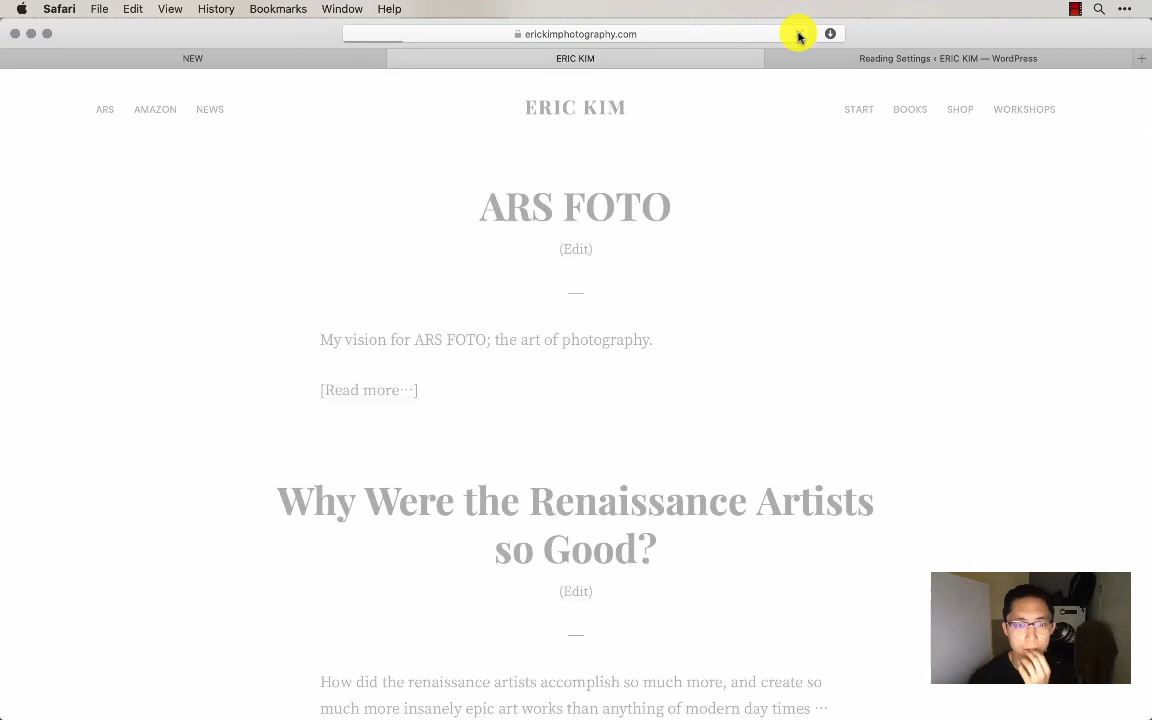 Safari File Edit View History Bookmarks Window Help
erickimphotography.com
NEW ERIC KIM Reading Settings ‹ ERIC KIM — WordPress
ARS AMAZON NEWS ERIC KIM START BOOKS SHOP WORKSHOPS
ARS FOTO
(Edit)
My vision for ARS FOTO; the art of photography.
[Read more…]
Why Were the Renaissance Artists
so Good?
(Edit)
How did the renaissance artists accomplish so much more, and create so
much more insanely epic art works than anything of modern day times …